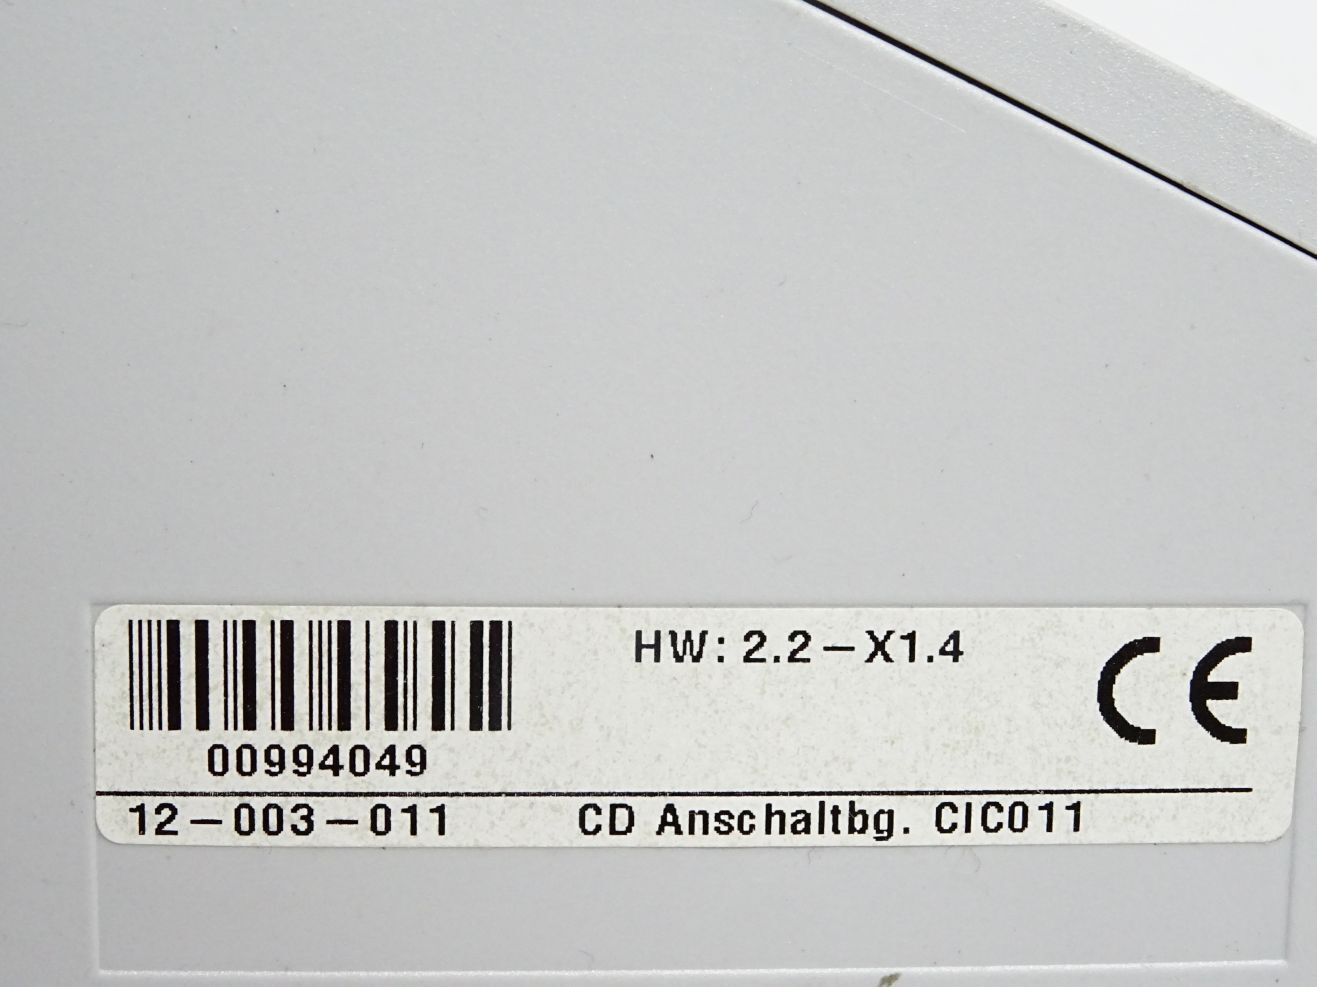 HW: 2.2-X1.4
CE
00994049
12-003-011 CD Anschaltbg. CIC011